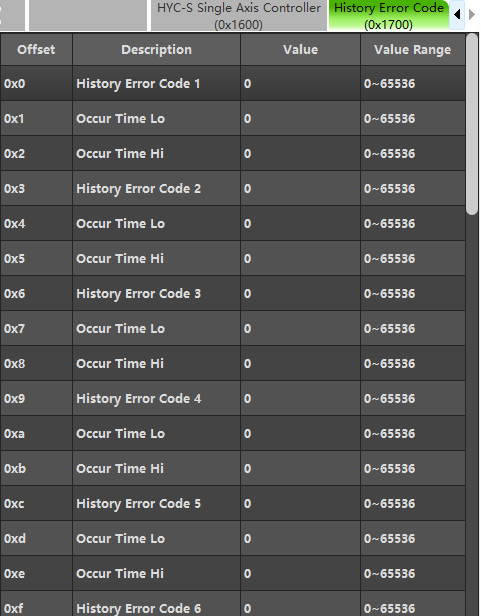 HYC-S Single Axis Controller
(0x1600)
History Error Code
(0x1700)
Offset Description Value Value Range
0x0 History Error Code 1 0 0~65536
0x1 Occur Time Lo 0 0~65536
0x2 Occur Time Hi 0 0~65536
0x3 History Error Code 2 0 0~65536
0x4 Occur Time Lo 0 0~65536
0x5 Occur Time Hi 0 0~65536
0x6 History Error Code 3 0 0~65536
0x7 Occur Time Lo 0 0~65536
0x8 Occur Time Hi 0 0~65536
0x9 History Error Code 4 0 0~65536
0xa Occur Time Lo 0 0~65536
0xb Occur Time Hi 0 0~65536
0xc History Error Code 5 0 0~65536
0xd Occur Time Lo 0 0~65536
0xe Occur Time Hi 0 0~65536
0xf History Error Code 6 0 0~65536